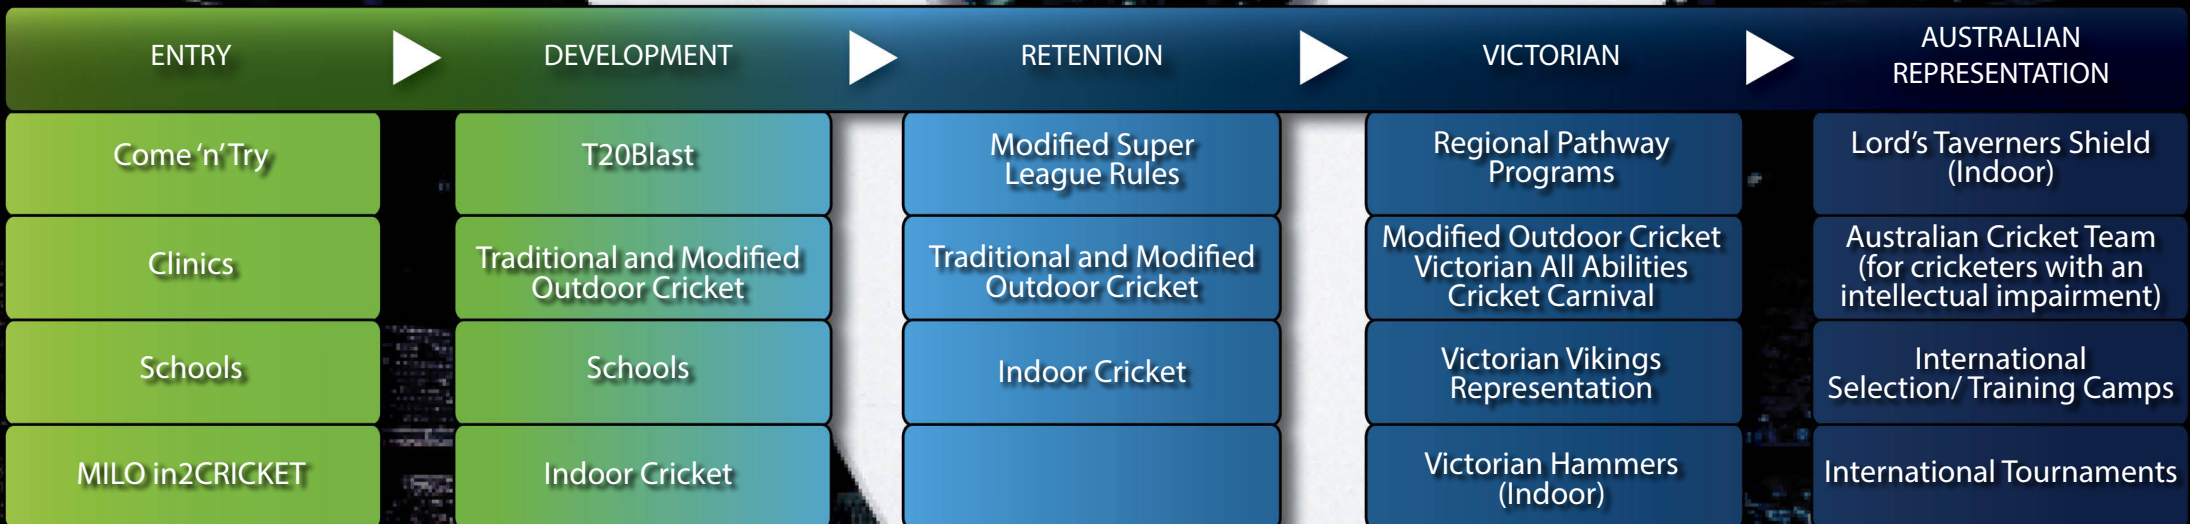 ENTRY
DEVELOPMENT
RETENTION
VICTORIAN
AUSTRALIAN
REPRESENTATION
Come ‘n’ Try
T20Blast
Modified Super
League Rules
Regional Pathway
Programs
Lord’s Taverners Shield
(Indoor)
Clinics
Traditional and Modified
Outdoor Cricket
Traditional and Modified
Outdoor Cricket
Modified Outdoor Cricket
Victorian All Abilities
Cricket Carnival
Australian Cricket Team
(for cricketers with an
intellectual impairment)
Schools
Schools
Indoor Cricket
Victorian Vikings
Representation
International
Selection/ Training Camps
MILO in2CRICKET
Indoor Cricket
Victorian Hammers
(Indoor)
International Tournaments